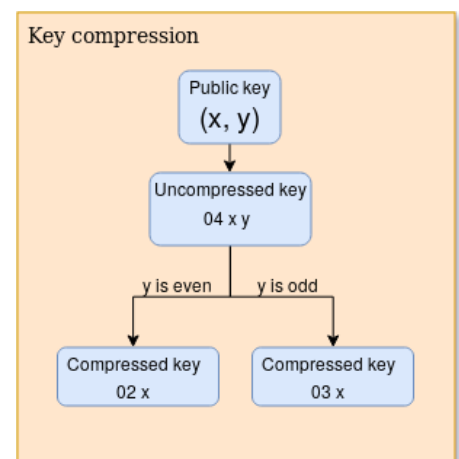 Key compression
Public key
(x, y)
Uncompressed key
04 x y
y is even
y is odd
Compressed key
02 x
Compressed key
03 x